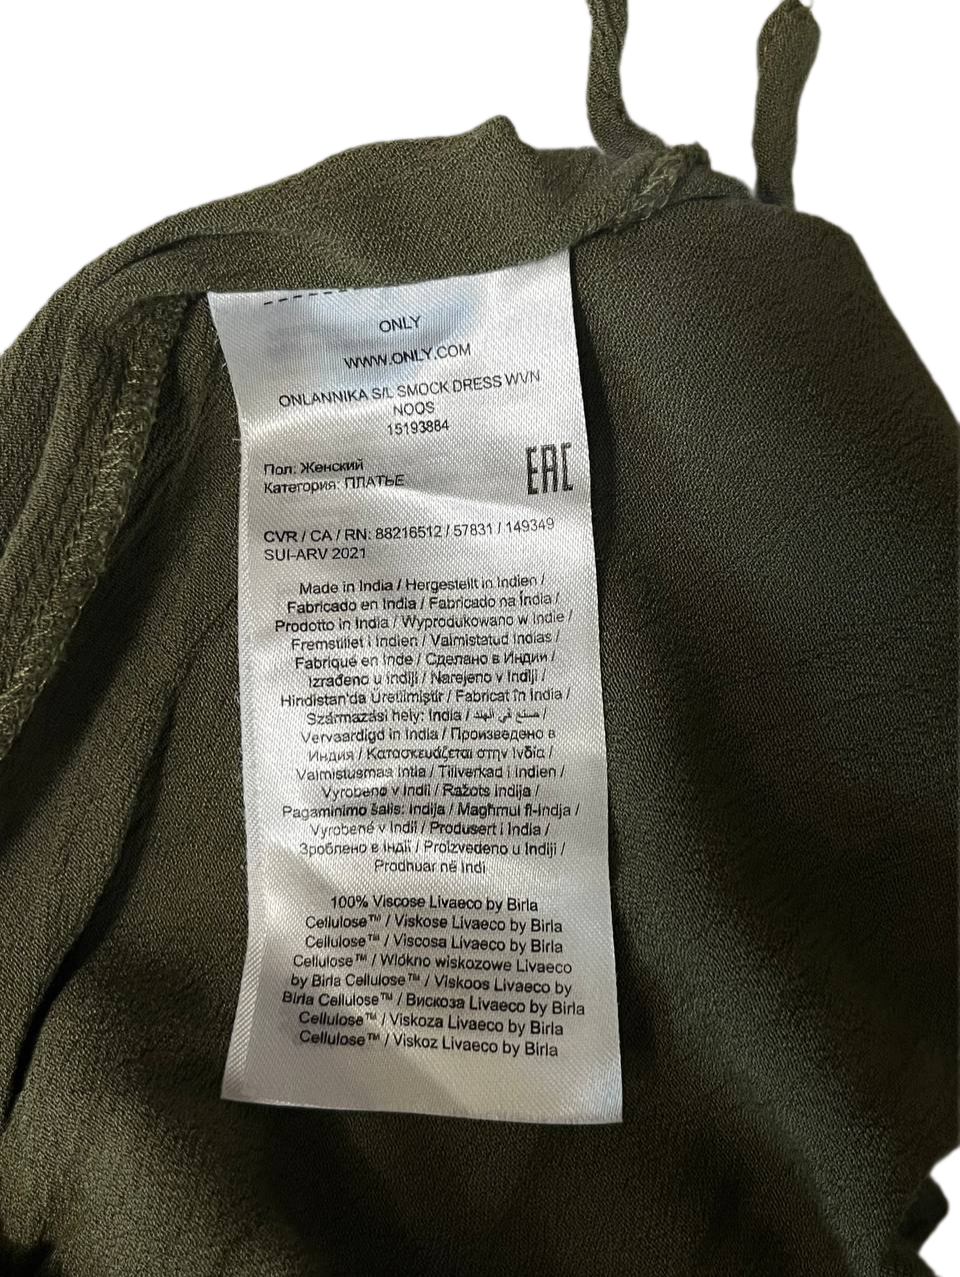 ONLY
WWW.ONLY.COM
ONLANNIKA S/L SMOCK DRESS WVN
NOOS
15193884
Пол: Женский
Категория: ПЛАТЬЕ
EAC
CVR / CA / RN: 88216512 / 57831 / 149349
SUI-ARV 2021
Made in India / Hergestellt in Indien /
Fabricado en India / Fabricado na Índia /
Prodotto in India / Wyprodukowano w Indie /
Fremstillet i Indien / Valmistatud Indias /
Fabriqué en Inde / Сделано в Индии /
Izrađeno u Indiji / Narejeno v Indiji /
Hindistan'da Üretilmiştir / Fabricat în India /
Származási hely: India / صنع في الهند /
Vervaardigd in India / Произведено в
Индия / Κατασκευάζεται στην Ινδία /
Valmistusmaa Intia / Tillverkad i Indien /
Vyrobeno v Indii / Ražots Indija /
Pagaminimo šalis: Indija / Magħmul fl-Indja /
Vyrobené v Indii / Produsert i India /
Зроблено в Індії / Proizvedeno u Indiji /
Prodhuar në Indi
100% Viscose Livaeco by Birla
Cellulose™ / Viskose Livaeco by Birla
Cellulose™ / Viscosa Livaeco by Birla
Cellulose™ / Włókno wiskozowe Livaeco
by Birla Cellulose™ / Viskoos Livaeco by
Birla Cellulose™ / Вискоза Livaeco by Birla
Cellulose™ / Viskoza Livaeco by Birla
Cellulose™ / Viskoz Livaeco by Birla